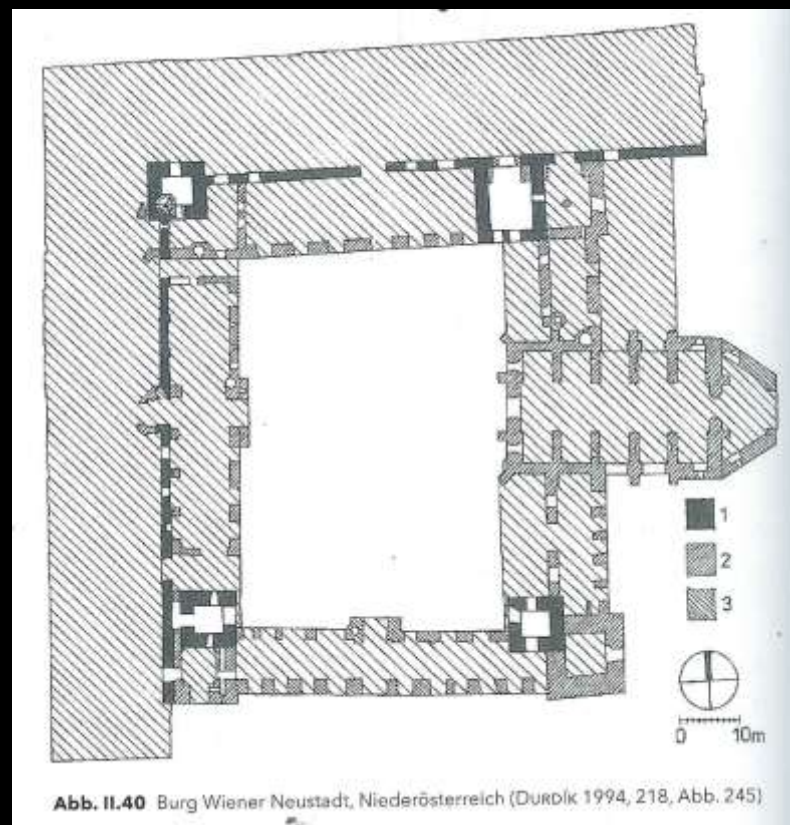 1
2
3
0 10m
Abb. II.40 Burg Wiener Neustadt, Niederösterreich (DURDÍK 1994, 218, Abb. 245)